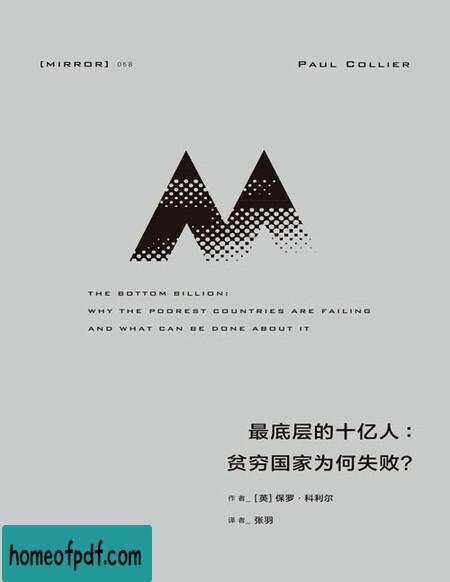 [MIRROR] 058
PAUL COLLIER
THE BOTTOM BILLION:
WHY THE POOREST COUNTRIES ARE FAILING
AND WHAT CAN BE DONE ABOUT IT
最底层的十亿人：
贫穷国家为何失败？
作者_ [英] 保罗·科利尔
译者_ 张羽
homeofpdf.com